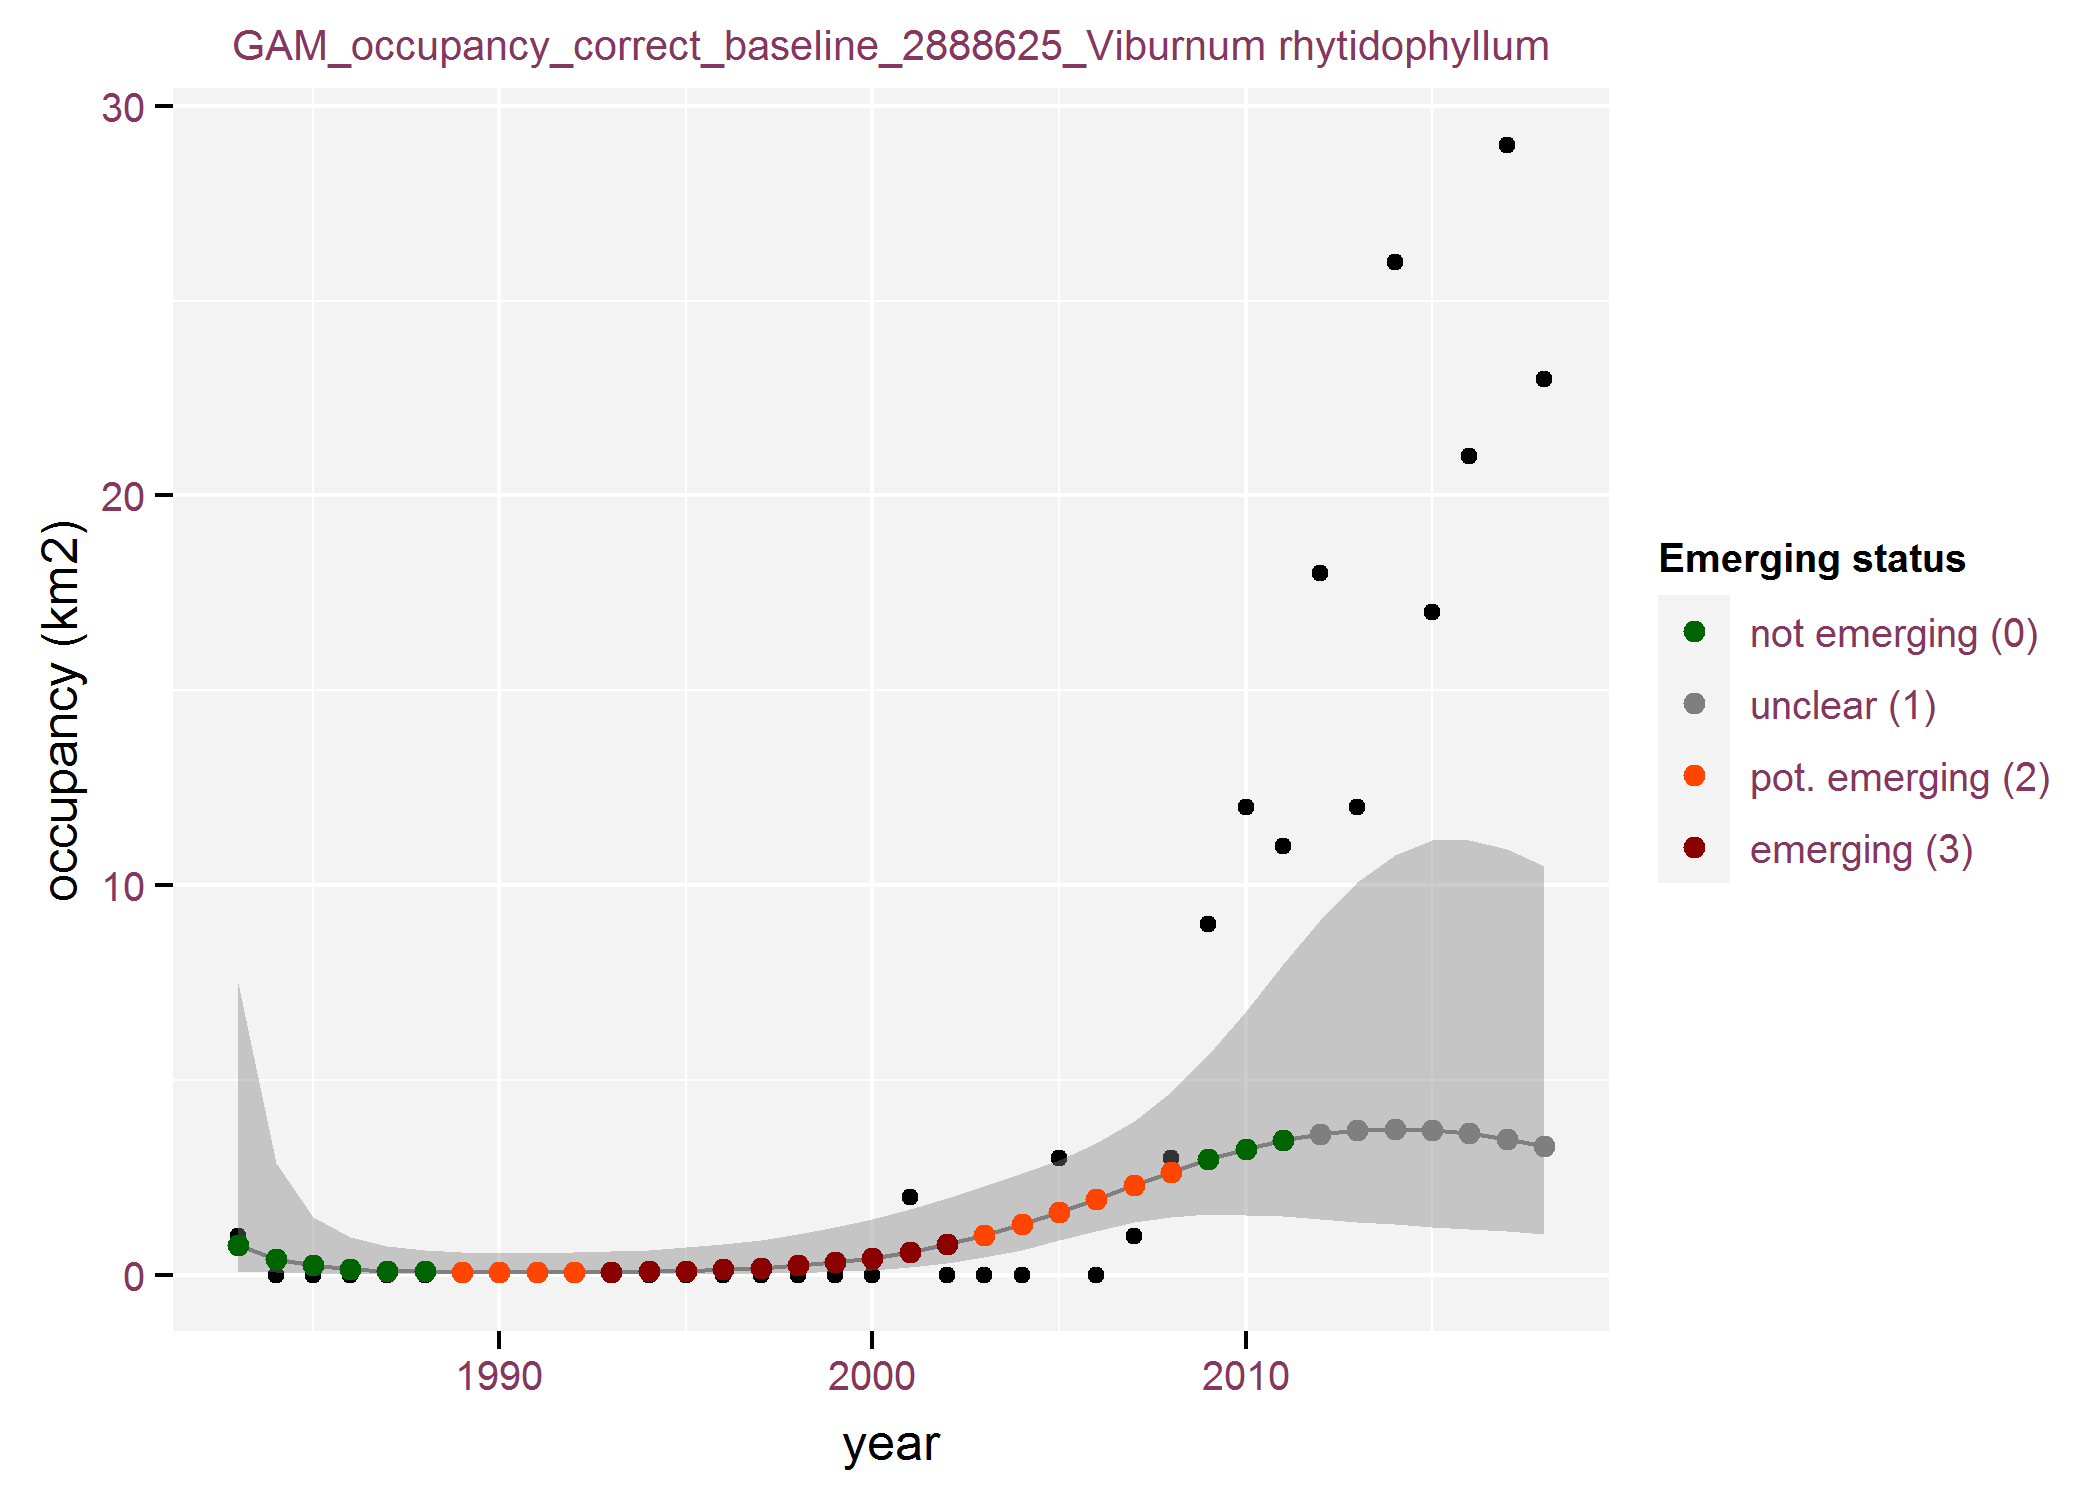 GAM_occupancy_correct_baseline_2888625_Viburnum rhytidophyllum
30
20
10
0
occupancy (km2)
1990
2000
2010
year
Emerging status
not emerging (0)
unclear (1)
pot. emerging (2)
emerging (3)